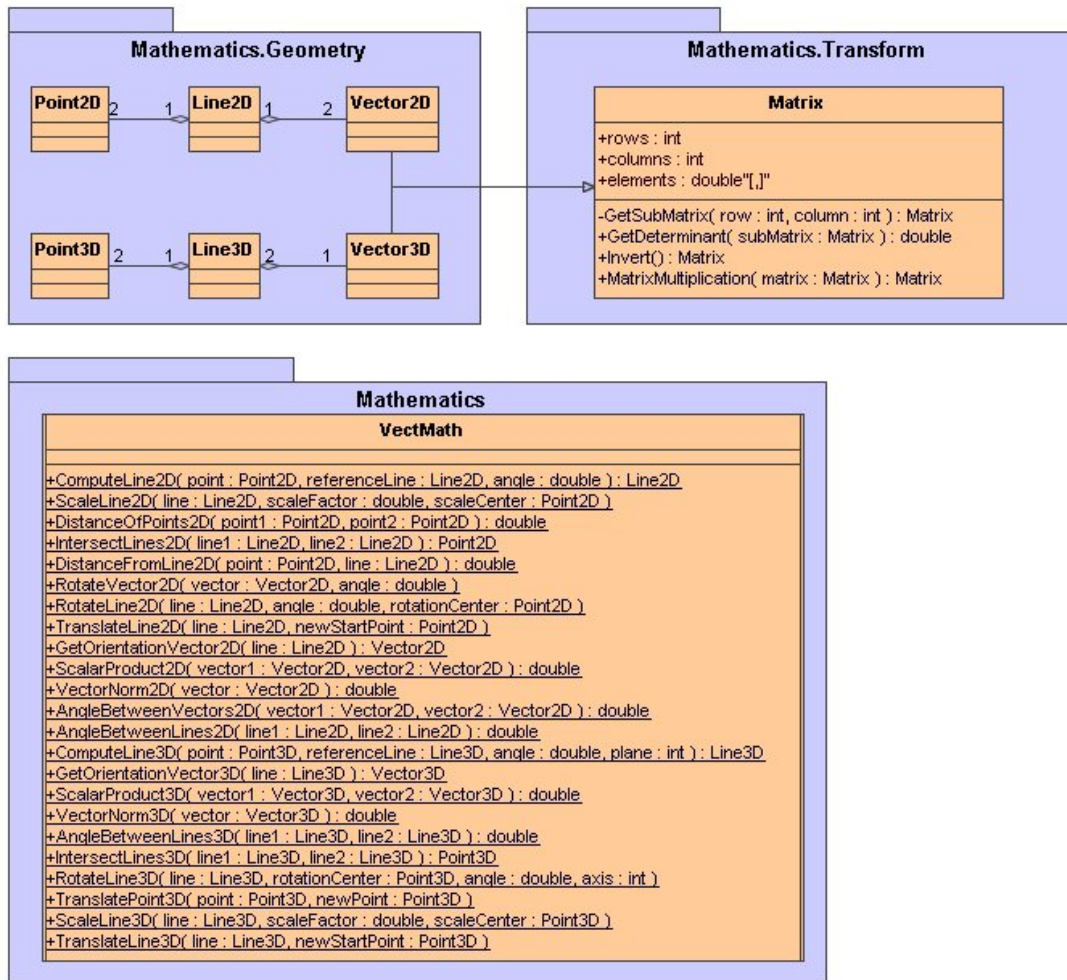 Mathematics.Geometry
Point2D 2 1 Line2D 1 2 Vector2D
Point3D 2 1 Line3D 2 1 Vector3D
Mathematics.Transform
Matrix
+rows : int
+columns : int
+elements : double"[,]"
-GetSubMatrix( row : int, column : int ) : Matrix
+GetDeterminant( subMatrix : Matrix ) : double
+Invert() : Matrix
+MatrixMultiplication( matrix : Matrix ) : Matrix
Mathematics
VectMath
+ComputeLine2D( point : Point2D, referenceLine : Line2D, angle : double ) : Line2D
+ScaleLine2D( line : Line2D, scaleFactor : double, scaleCenter : Point2D )
+DistanceOfPoints2D( point1 : Point2D, point2 : Point2D ) : double
+IntersectLines2D( line1 : Line2D, line2 : Line2D ) : Point2D
+DistanceFromLine2D( point : Point2D, line : Line2D ) : double
+RotateVector2D( vector : Vector2D, angle : double )
+RotateLine2D( line : Line2D, angle : double, rotationCenter : Point2D )
+TranslateLine2D( line : Line2D, newStartPoint : Point2D )
+GetOrientationVector2D( line : Line2D ) : Vector2D
+ScalarProduct2D( vector1 : Vector2D, vector2 : Vector2D ) : double
+VectorNorm2D( vector : Vector2D ) : double
+AngleBetweenVectors2D( vector1 : Vector2D, vector2 : Vector2D ) : double
+AngleBetweenLines2D( line1 : Line2D, line2 : Line2D ) : double
+ComputeLine3D( point : Point3D, referenceLine : Line3D, angle : double, plane : int ) : Line3D
+GetOrientationVector3D( line : Line3D ) : Vector3D
+ScalarProduct3D( vector1 : Vector3D, vector2 : Vector3D ) : double
+VectorNorm3D( vector : Vector3D ) : double
+AngleBetweenLines3D( line1 : Line3D, line2 : Line3D ) : double
+IntersectLines3D( line1 : Line3D, line2 : Line3D ) : Point3D
+RotateLine3D( line : Line3D, rotationCenter : Point3D, angle : double, axis : int )
+TranslatePoint3D( point : Point3D, newPoint : Point3D )
+ScaleLine3D( line : Line3D, scaleFactor : double, scaleCenter : Point3D )
+TranslateLine3D( line : Line3D, newStartPoint : Point3D )